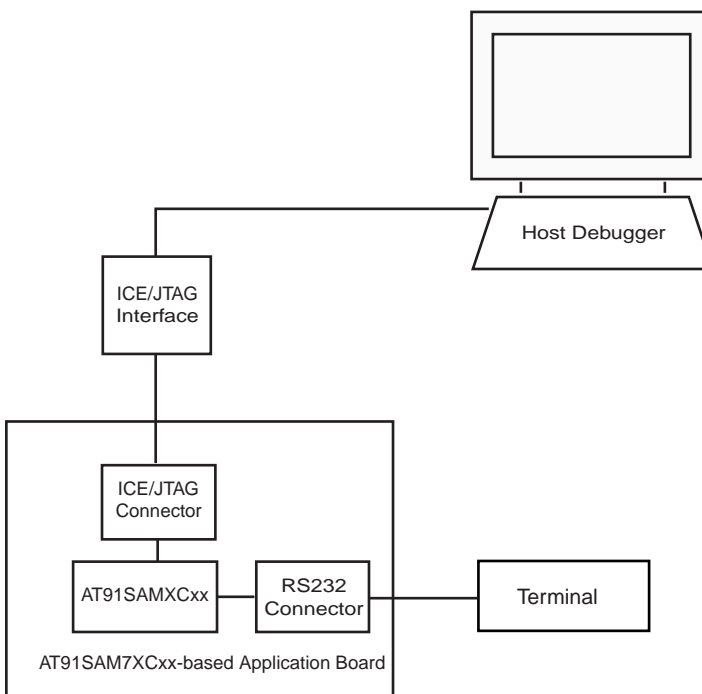 Host Debugger
ICE/JTAG
Interface
ICE/JTAG
Connector
AT91SAMXCxx
RS232
Connector
Terminal
AT91SAM7XCxx-based Application Board